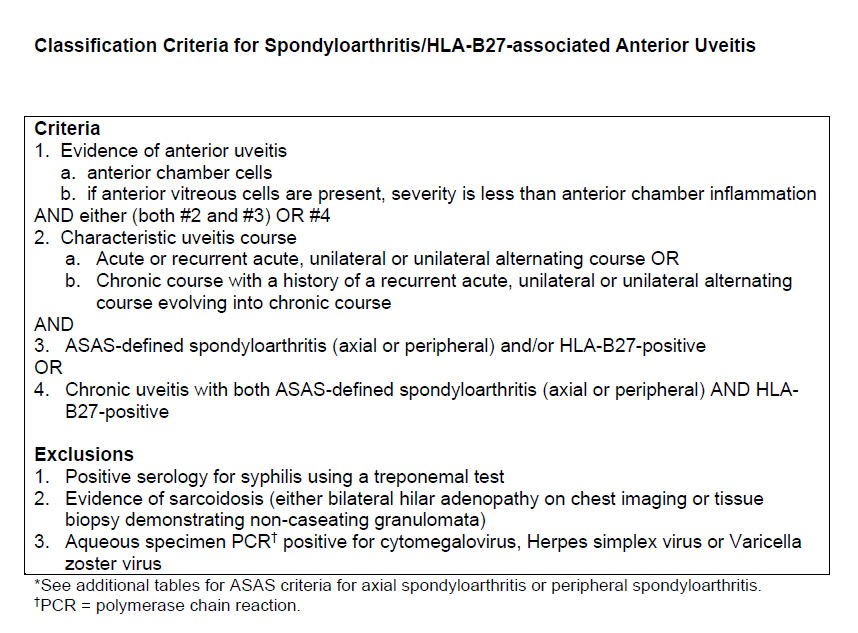 Classification Criteria for Spondyloarthritis/HLA-B27-associated Anterior Uveitis
Criteria
1. Evidence of anterior uveitis
a. anterior chamber cells
b. if anterior vitreous cells are present, severity is less than anterior chamber inflammation
AND either (both #2 and #3) OR #4
2. Characteristic uveitis course
a. Acute or recurrent acute, unilateral or unilateral alternating course OR
b. Chronic course with a history of a recurrent acute, unilateral or unilateral alternating
course evolving into chronic course
AND
3. ASAS-defined spondyloarthritis (axial or peripheral) and/or HLA-B27-positive
OR
4. Chronic uveitis with both ASAS-defined spondyloarthritis (axial or peripheral) AND HLA-
B27-positive
Exclusions
1. Positive serology for syphilis using a treponemal test
2. Evidence of sarcoidosis (either bilateral hilar adenopathy on chest imaging or tissue
biopsy demonstrating non-caseating granulomata)
3. Aqueous specimen PCR† positive for cytomegalovirus, Herpes simplex virus or Varicella
zoster virus
*See additional tables for ASAS criteria for axial spondyloarthritis or peripheral spondyloarthritis.
†PCR = polymerase chain reaction.